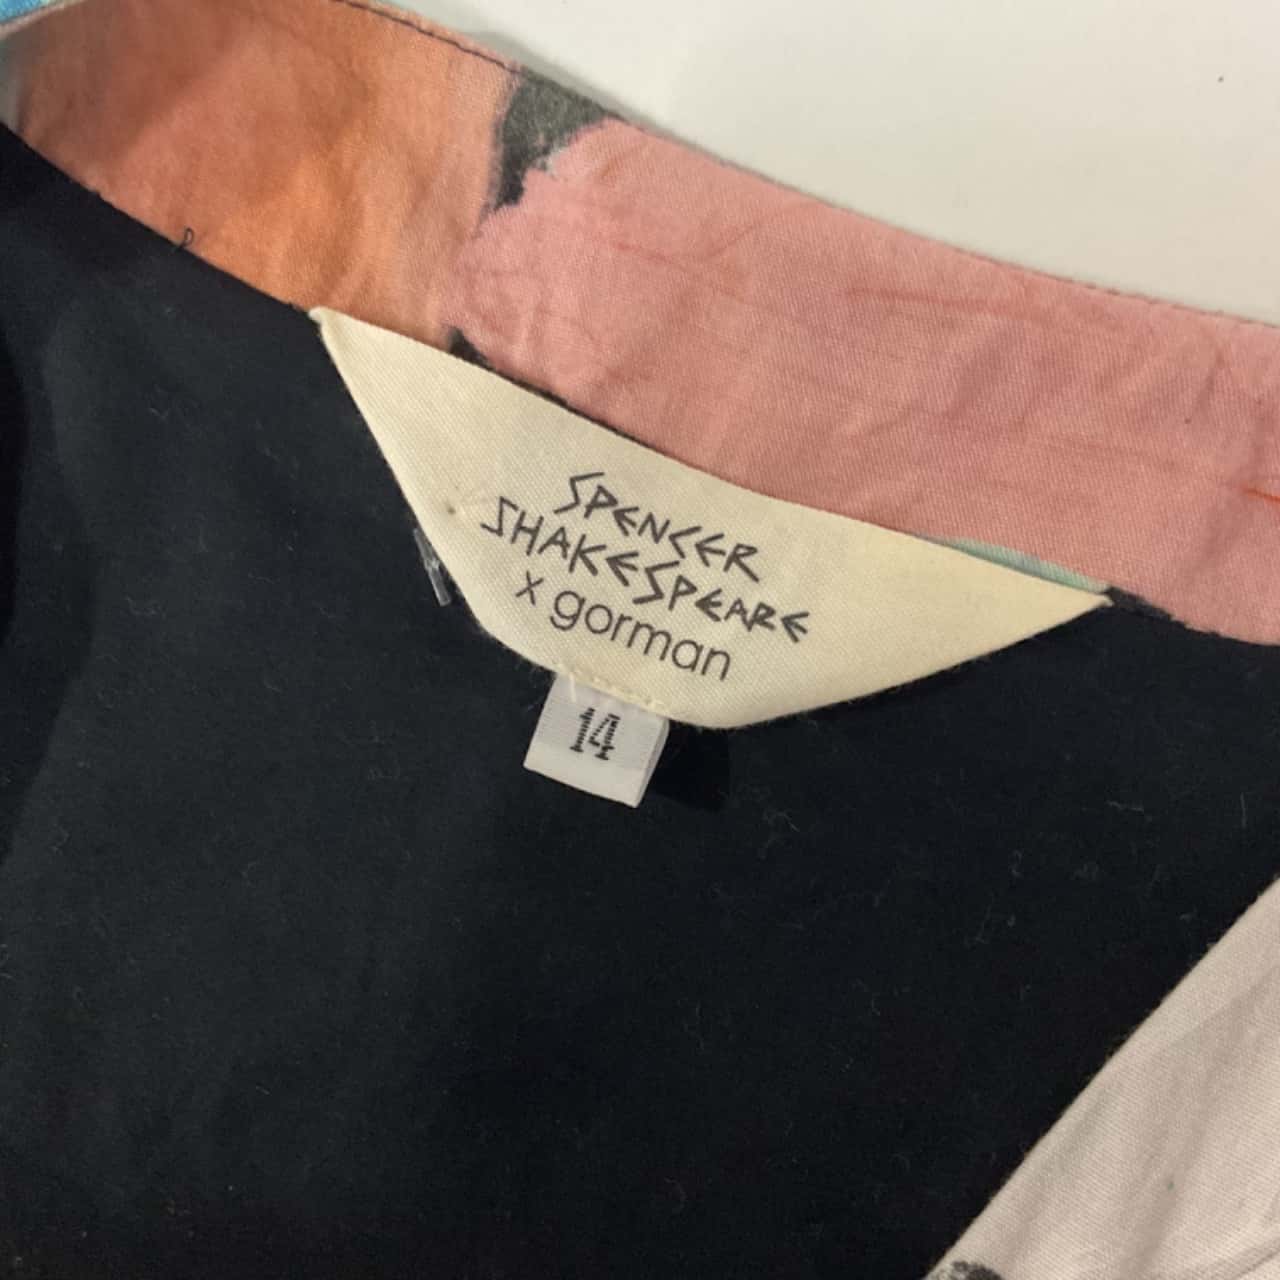 SPENCER
SHAKESPEARE
x gorman
14